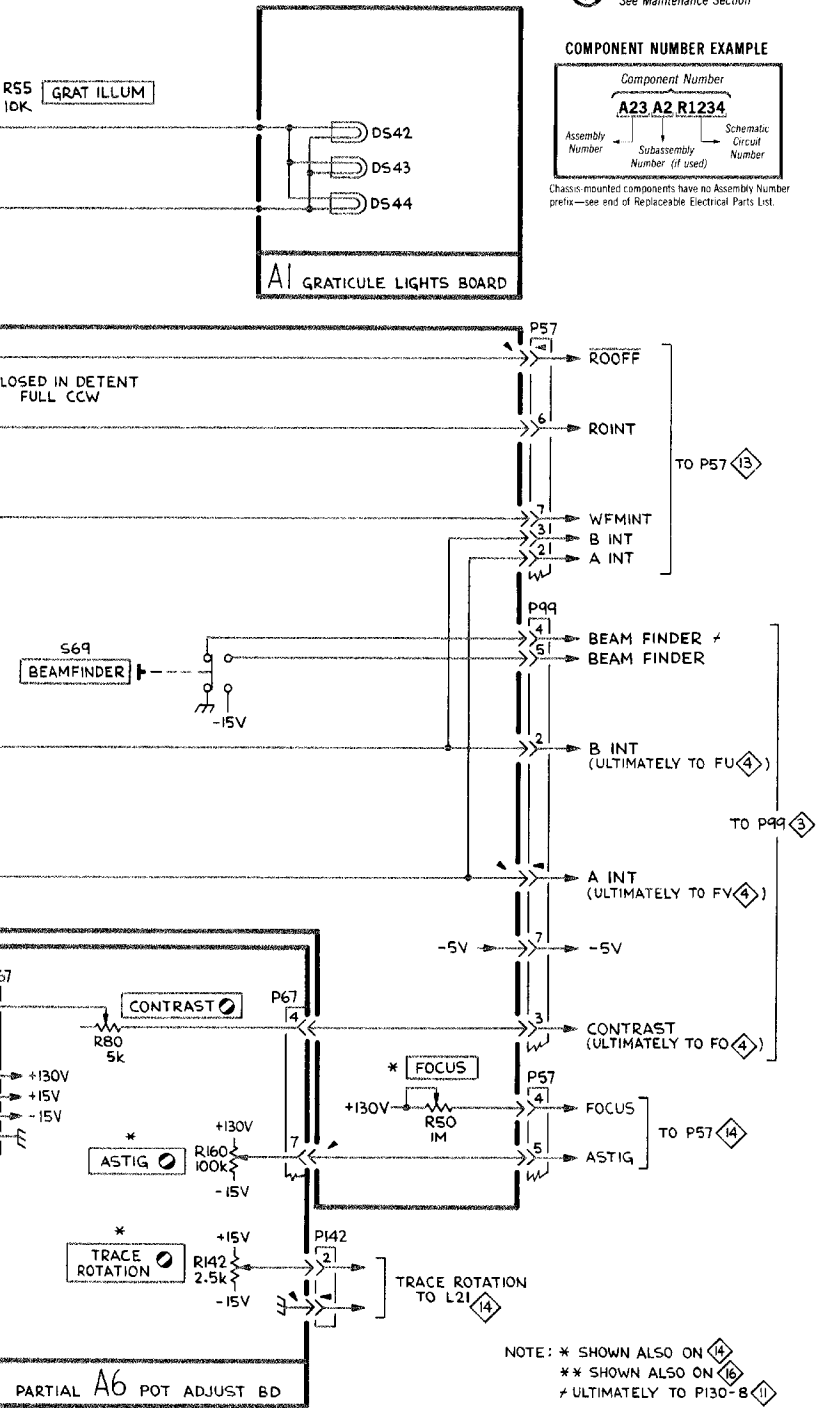 See Maintenance Section
COMPONENT NUMBER EXAMPLE
Component Number
A23 A2 R1234
Assembly Number
Subassembly Number (if used)
Schematic Circuit Number
Chassis-mounted components have no Assembly Number
prefix—see end of Replaceable Electrical Parts List.
R55
10K
GRAT ILLUM
DS42
DS43
DS44
A1 GRATICULE LIGHTS BOARD
P57
ROOFF
LOSED IN DETENT
FULL CCW
6
ROINT
TO P57 13
7
WFMINT
3
B INT
2
A INT
P99
4
BEAM FINDER ≠
5
BEAM FINDER
S69
BEAMFINDER
-15V
2
B INT
(ULTIMATELY TO FU 4)
TO P99 3
A INT
(ULTIMATELY TO FV 4)
-5V
7
-5V
67
CONTRAST
P67
4
R80
5K
3
CONTRAST
(ULTIMATELY TO FO 4)
+130V
+15V
-15V
* FOCUS
P57
+130V
R50
1M
4
FOCUS
TO P57 14
*
ASTIG
+130V
R160
100K
-15V
7
5
ASTIG
*
TRACE
ROTATION
+15V
R142
2.5K
-15V
P142
2
TRACE ROTATION
TO L21 14
NOTE: * SHOWN ALSO ON 14
** SHOWN ALSO ON 16
≠ ULTIMATELY TO P130-8 11
PARTIAL A6 POT ADJUST BD